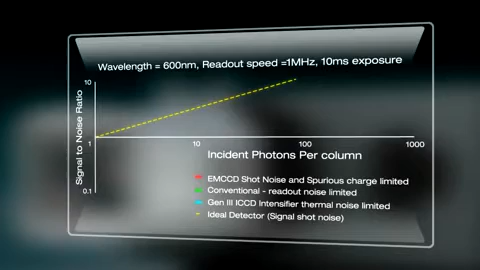 Wavelength = 600nm, Readout speed =1MHz, 10ms exposure
10
Signal to Noise Ratio
1
0.1
10
100
1000
Incident Photons Per column
EMCCD Shot Noise and Spurious charge limited
Conventional - readout noise limited
Gen III ICCD Intensifier thermal noise limited
Ideal Detector (Signal shot noise)